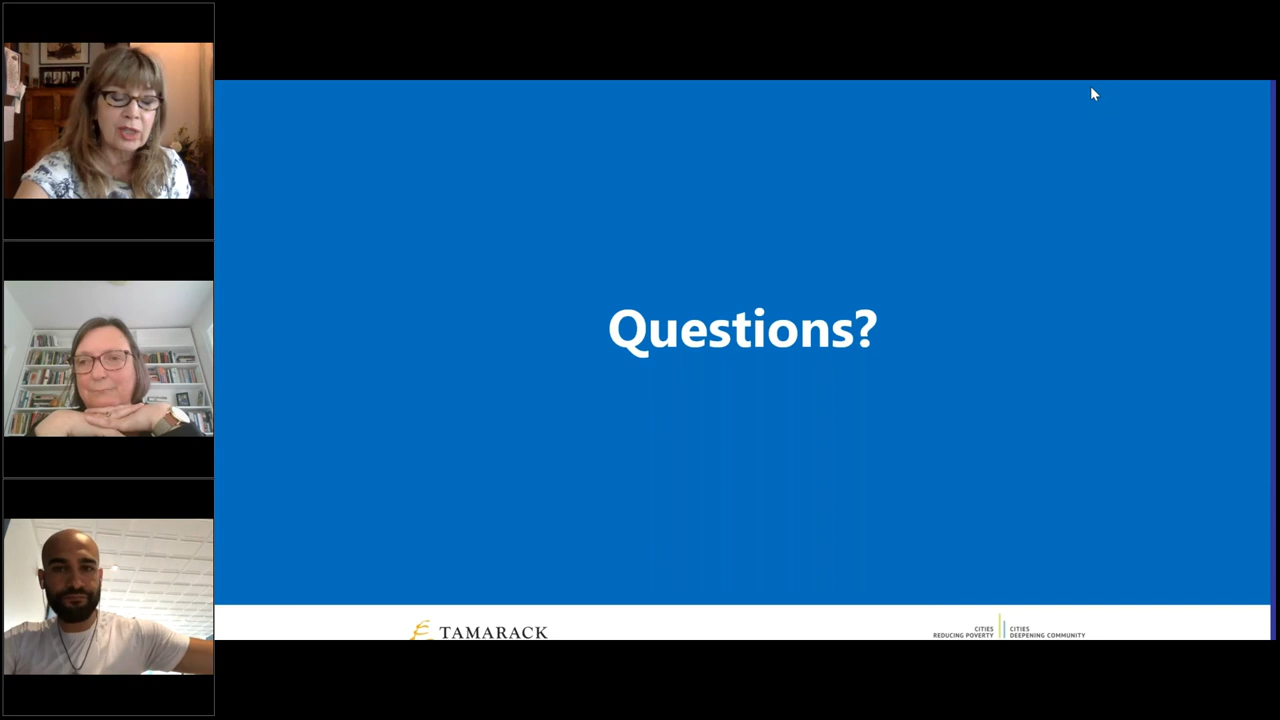 Questions?
TAMARACK
CITIES
REDUCING POVERTY
CITIES
DEEPENING COMMUNITY